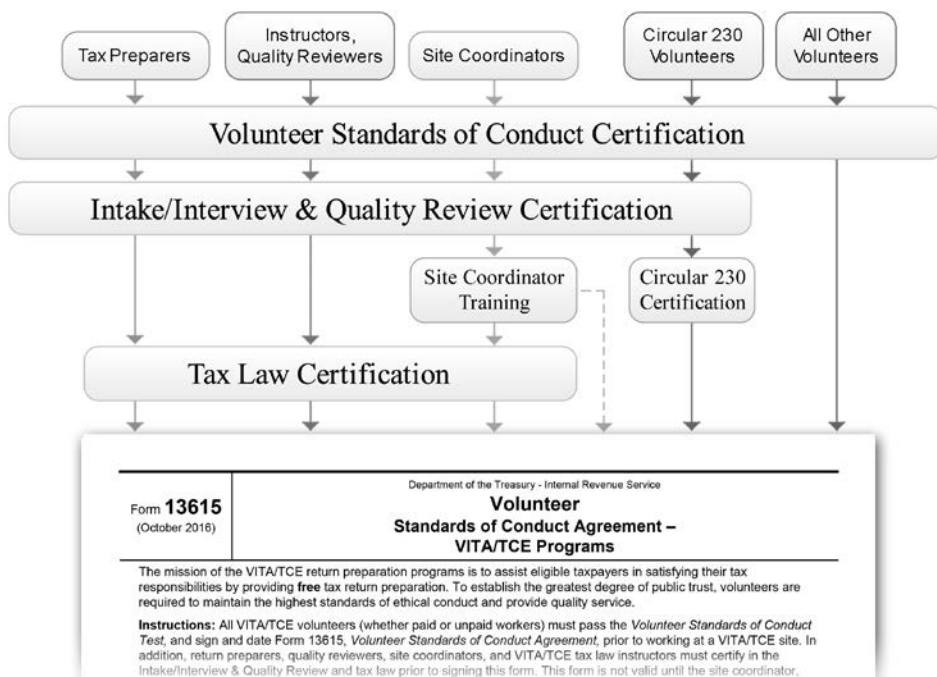 Tax Preparers
Instructors,
Quality Reviewers
Site Coordinators
Circular 230
Volunteers
All Other
Volunteers
Volunteer Standards of Conduct Certification
Intake/Interview & Quality Review Certification
Site Coordinator
Training
Circular 230
Certification
Tax Law Certification
Form 13615
(October 2016)
Department of the Treasury - Internal Revenue Service
Volunteer
Standards of Conduct Agreement –
VITA/TCE Programs
The mission of the VITA/TCE return preparation programs is to assist eligible taxpayers in satisfying their tax
responsibilities by providing free tax return preparation. To establish the greatest degree of public trust, volunteers are
required to maintain the highest standards of ethical conduct and provide quality service.
Instructions: All VITA/TCE volunteers (whether paid or unpaid workers) must pass the Volunteer Standards of Conduct
Test, and sign and date Form 13615, Volunteer Standards of Conduct Agreement, prior to working at a VITA/TCE site. In
addition, return preparers, quality reviewers, site coordinators, and VITA/TCE tax law instructors must certify in the
Intake/Interview & Quality Review and tax law prior to signing this form. This form is not valid until the site coordinator,